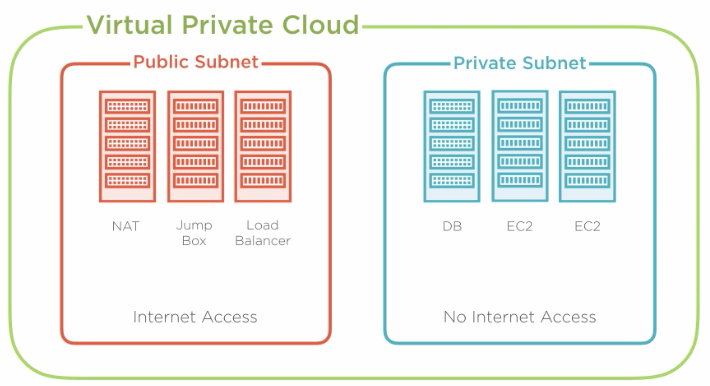 Virtual Private Cloud
Public Subnet
NAT
Jump
Box
Load
Balancer
Internet Access
Private Subnet
DB
EC2
EC2
No Internet Access